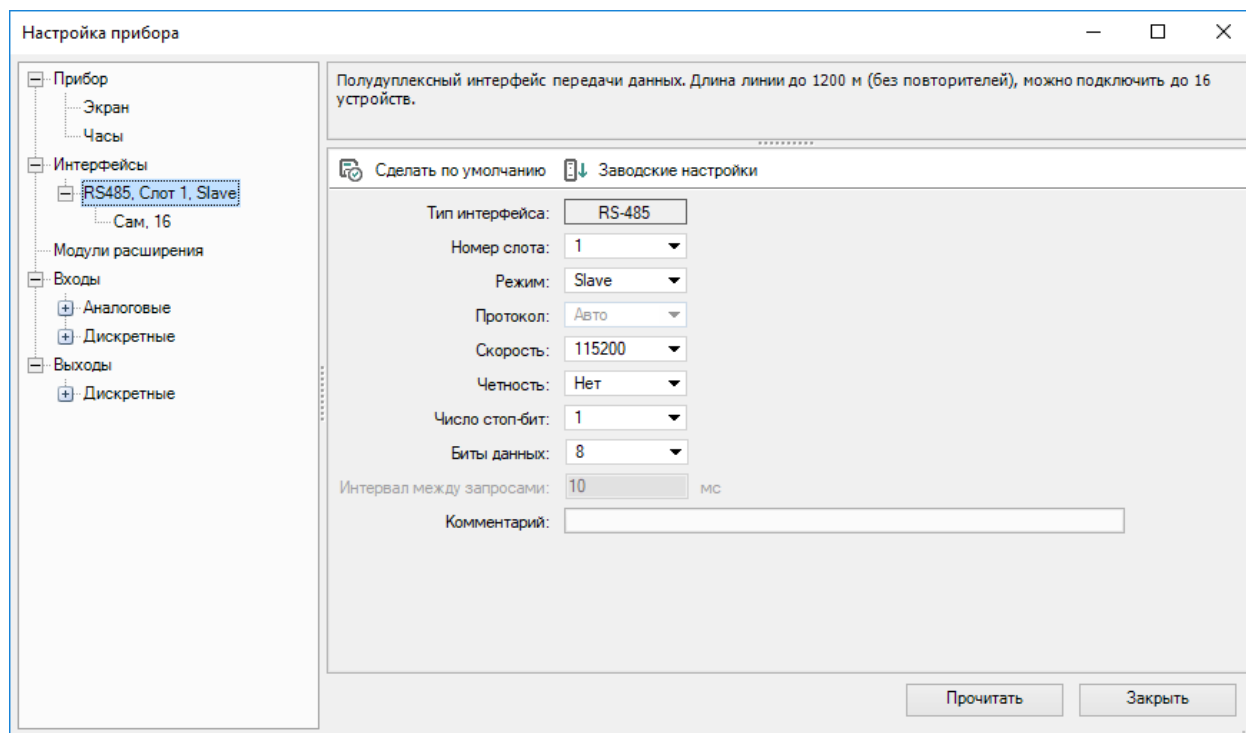 Настройка прибора
Прибор
Экран
Часы
Интерфейсы
RS485, Слот 1, Slave
Сам, 16
Модули расширения
Входы
Аналоговые
Дискретные
Выходы
Дискретные
Полудуплексный интерфейс передачи данных. Длина линии до 1200 м (без повторителей), можно подключить до 16
устройств.
Сделать по умолчанию Заводские настройки
Тип интерфейса: RS-485
Номер слота: 1
Режим: Slave
Протокол: Авто
Скорость: 115200
Четность: Нет
Число стоп-бит: 1
Биты данных: 8
Интервал между запросами: 10 мс
Комментарий:
Прочитать Закрыть